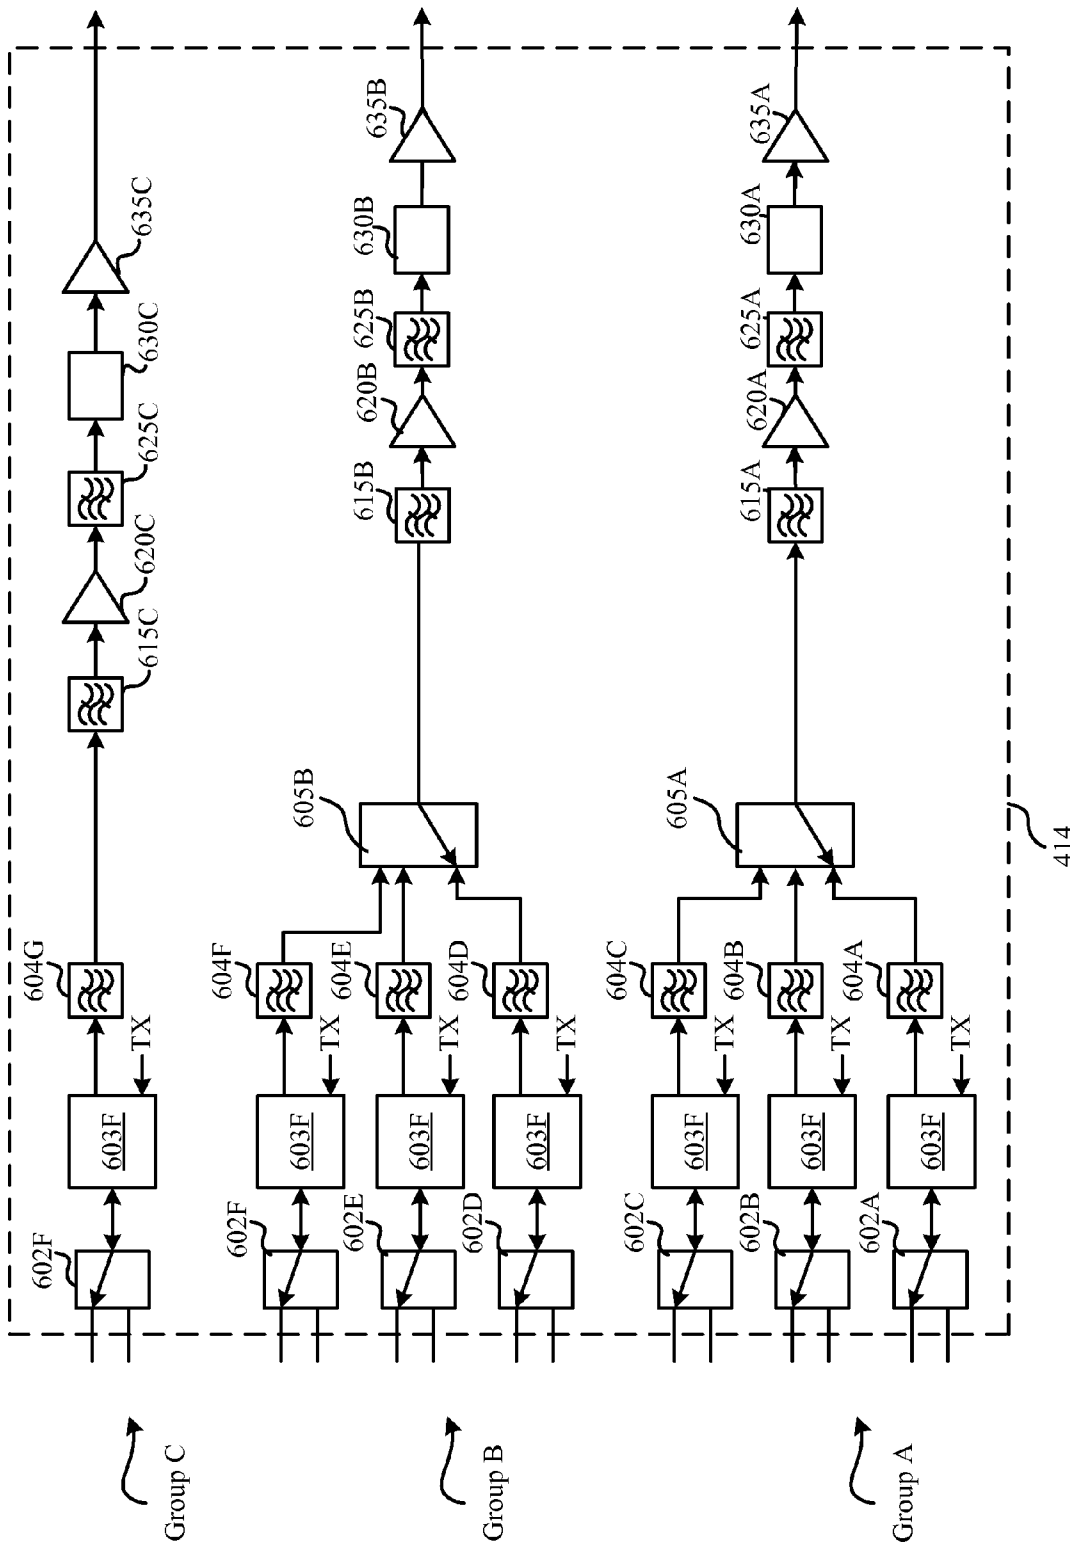 Group C
602F
603F
TX
604G
615C
620C
625C
630C
635C
Group B
602F
603F
TX
604F
602E
603F
TX
604E
602D
603F
TX
604D
605B
615B
620B
625B
630B
635B
Group A
602C
603F
TX
604C
602B
603F
TX
604B
602A
603F
TX
604A
605A
615A
620A
625A
630A
635A
414